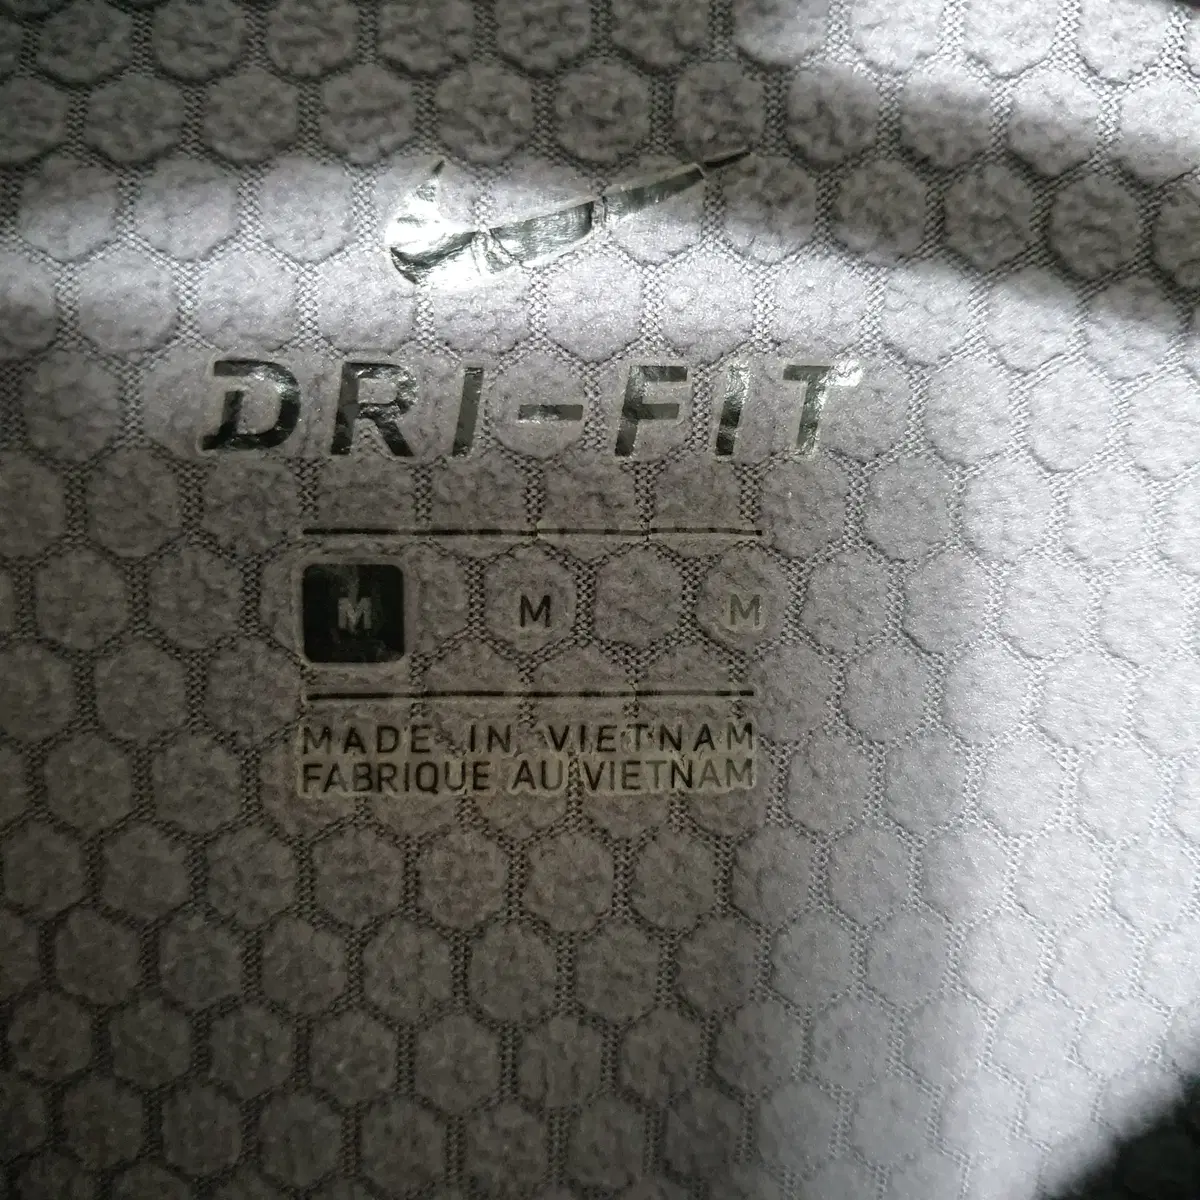 DRI-FIT
M M M
MADE IN VIETNAM
FABRIQUE AU VIETNAM